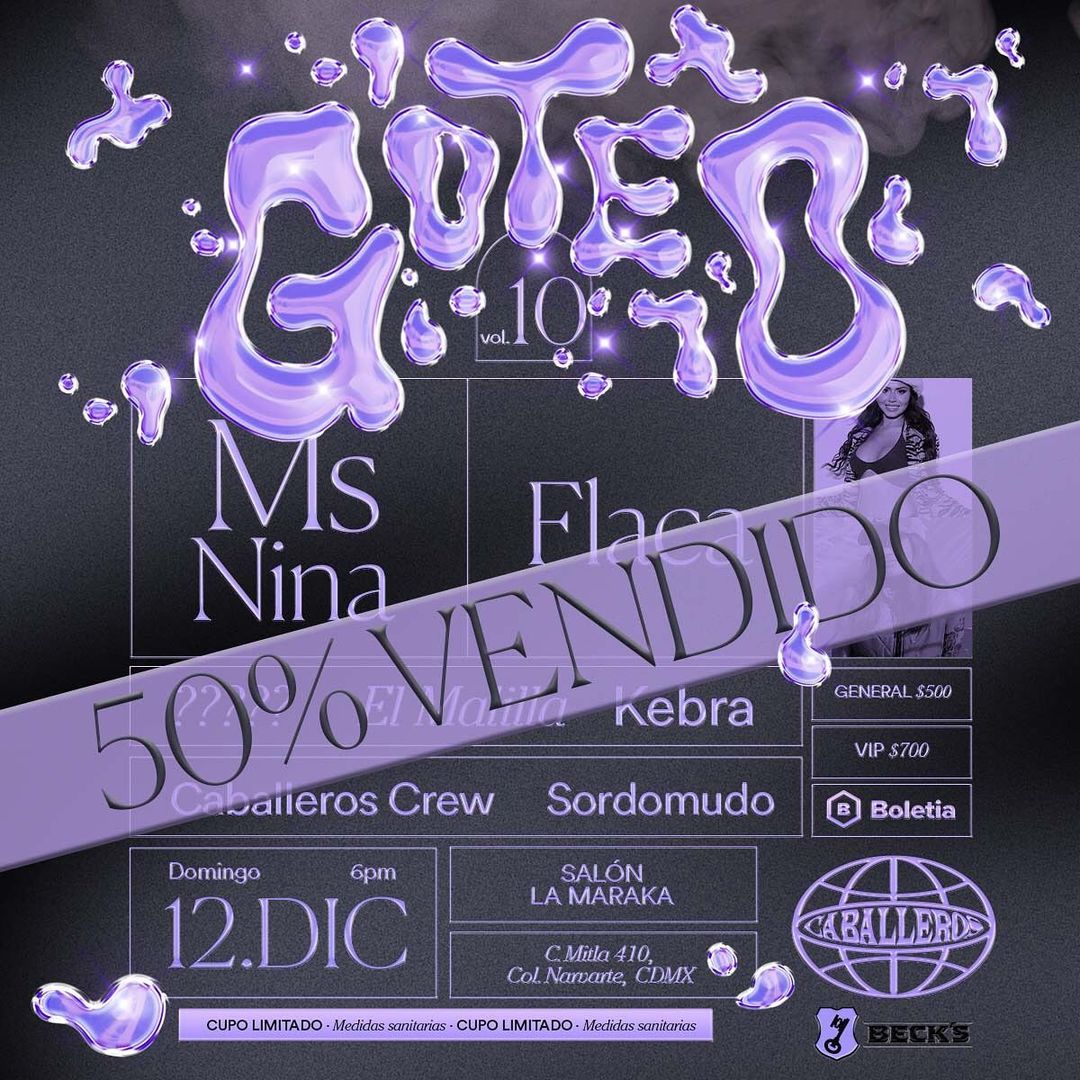 GOTEO
vol. 10
Ms
Nina
Flaca
50% VENDIDO
????? El Malilla Kebra
GENERAL $500
VIP $700
Caballeros Crew Sordomudo
B Boletia
Domingo 6pm
12.DIC
SALÓN
LA MARAKA
C. Mitla 410,
Col. Narvarte, CDMX
CABALLEROS
CUPO LIMITADO · Medidas sanitarias · CUPO LIMITADO · Medidas sanitarias
BECK'S